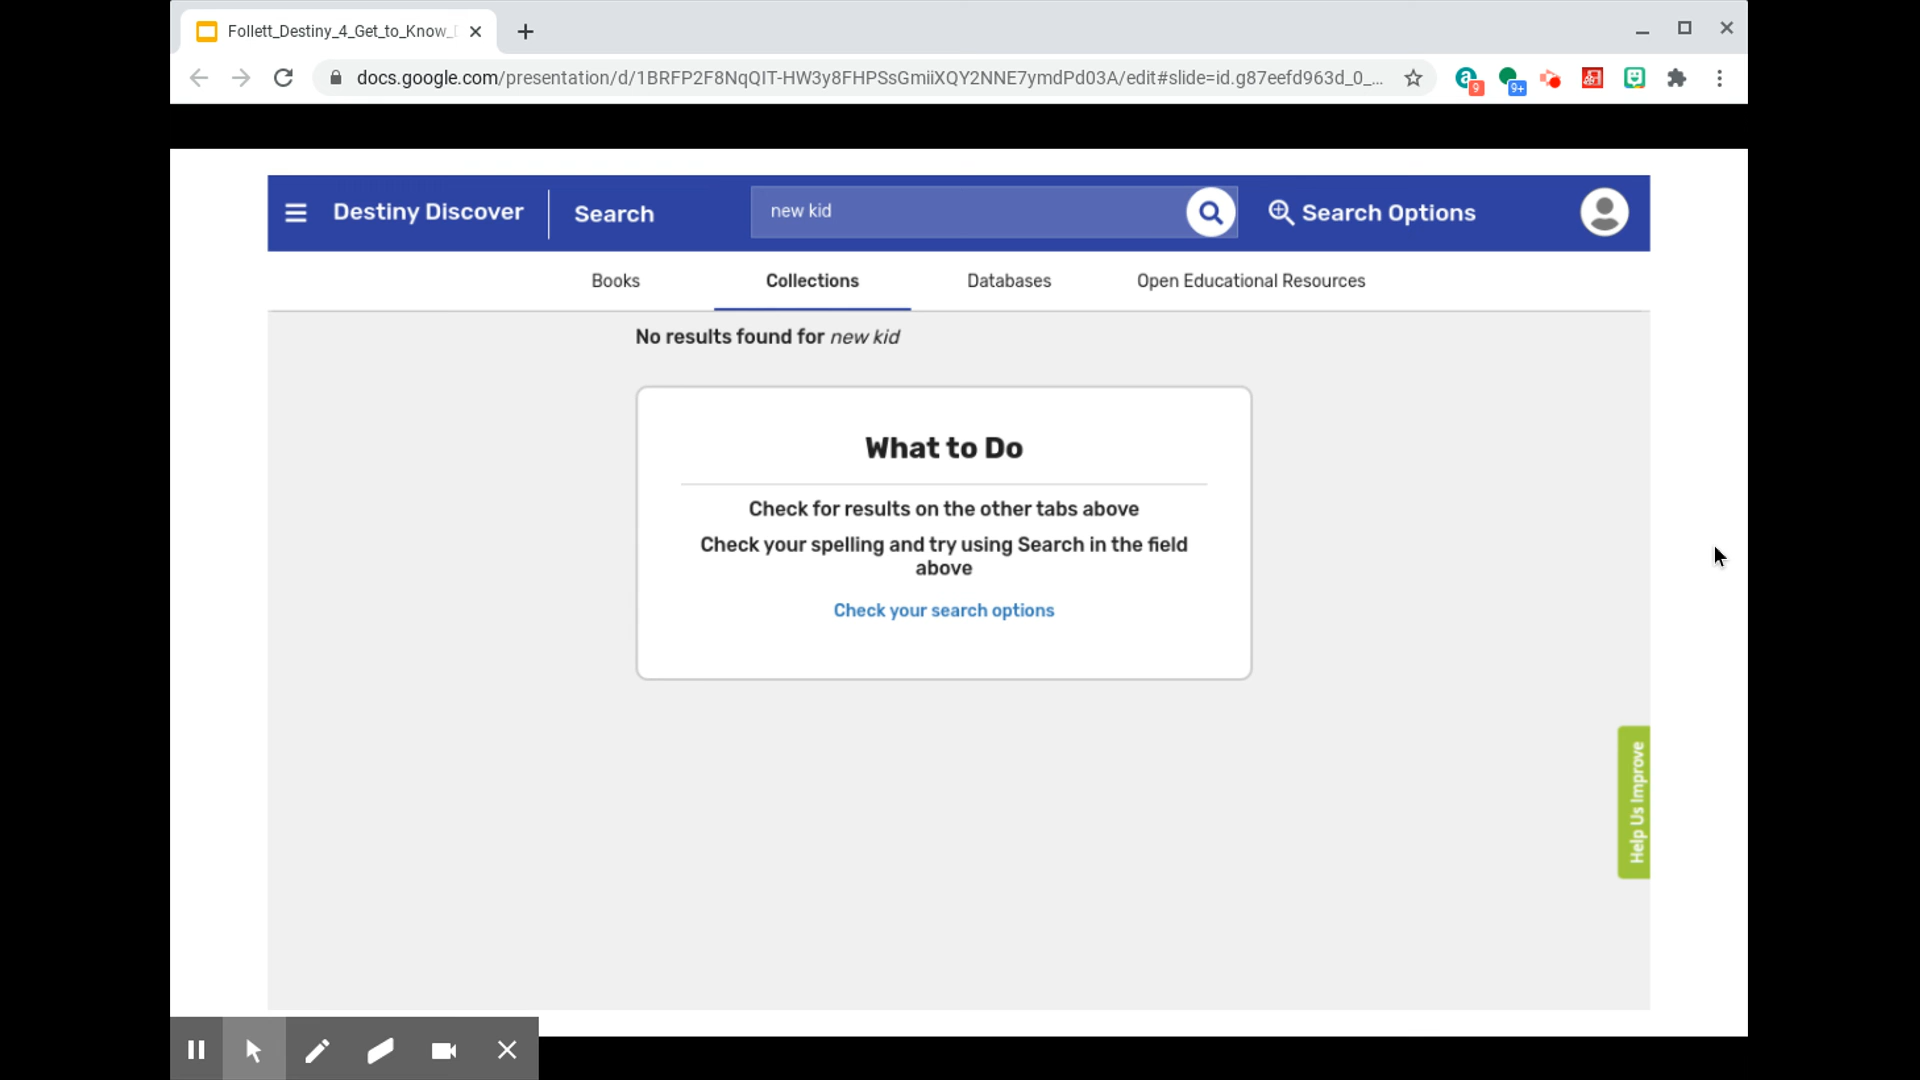 Follett_Destiny_4_Get_to_Know_
docs.google.com/presentation/d/1BRFP2F8NqQIT-HW3y8FHPSsGmiiXQY2NNE7ymdPd03A/edit#slide=id.g87eefd963d_0_...
9
9+
Destiny Discover
Search
new kid
Search Options
Books
Collections
Databases
Open Educational Resources
No results found for new kid
What to Do
Check for results on the other tabs above
Check your spelling and try using Search in the field
above
Check your search options
Help Us Improve